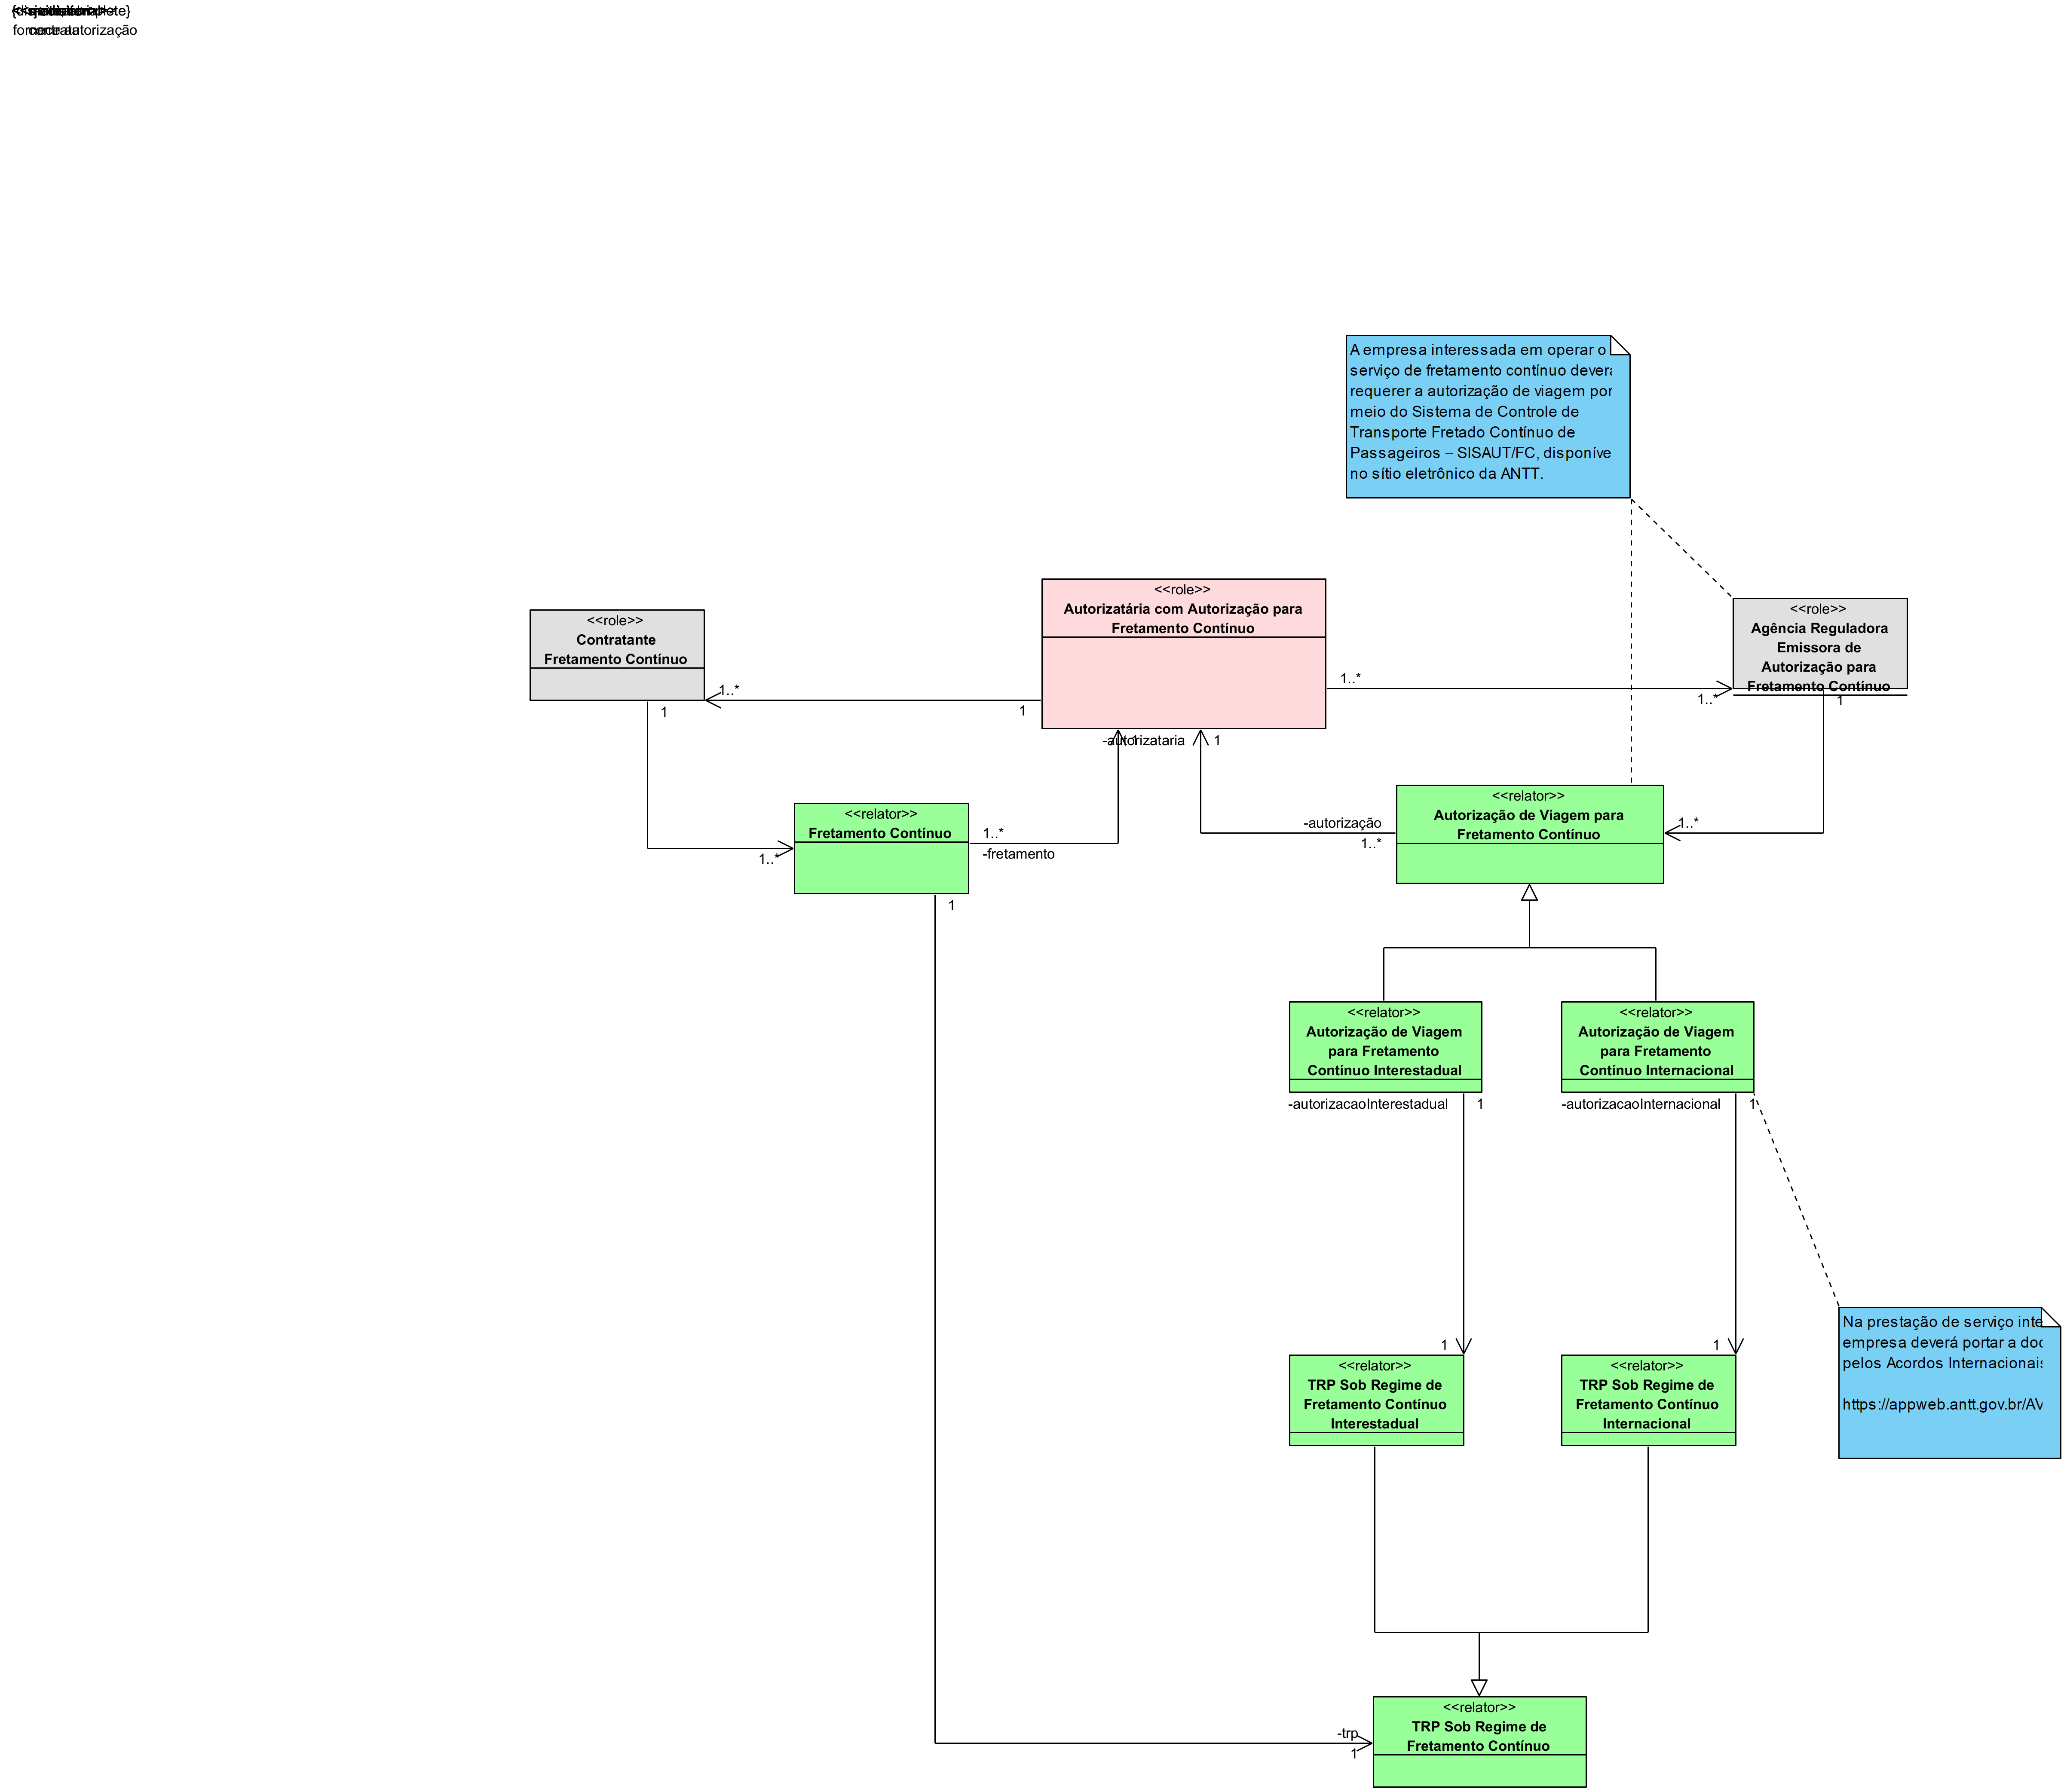 fornece autorização
contrata
A empresa interessada em operar o
serviço de fretamento contínuo deverá
requerer a autorização de viagem por
meio do Sistema de Controle de
Transporte Fretado Contínuo de
Passageiros – SISAUT/FC, disponíve
no sítio eletrônico da ANTT.
<<role>>
Contratante
Fretamento Contínuo
<<role>>
Autorizatária com Autorização para
Fretamento Contínuo
<<role>>
Agência Reguladora
Emissora de
Autorização para
Fretamento Contínuo
1..*
1
1
1..*
1..*
1
-autorizataria
1
1
<<relator>>
Fretamento Contínuo
1..*
1..*
-fretamento
1
<<relator>>
Autorização de Viagem para
Fretamento Contínuo
-autorização
1..*
1..*
<<relator>>
Autorização de Viagem
para Fretamento
Contínuo Interestadual
<<relator>>
Autorização de Viagem
para Fretamento
Contínuo Internacional
-autorizacaoInterestadual
1
-autorizacaoInternacional
1
1
1
<<relator>>
TRP Sob Regime de
Fretamento Contínuo
Interestadual
<<relator>>
TRP Sob Regime de
Fretamento Contínuo
Internacional
Na prestação de serviço inte
empresa deverá portar a doc
pelos Acordos Internacionais
https://appweb.antt.gov.br/AV
<<relator>>
TRP Sob Regime de
Fretamento Contínuo
-trp
1